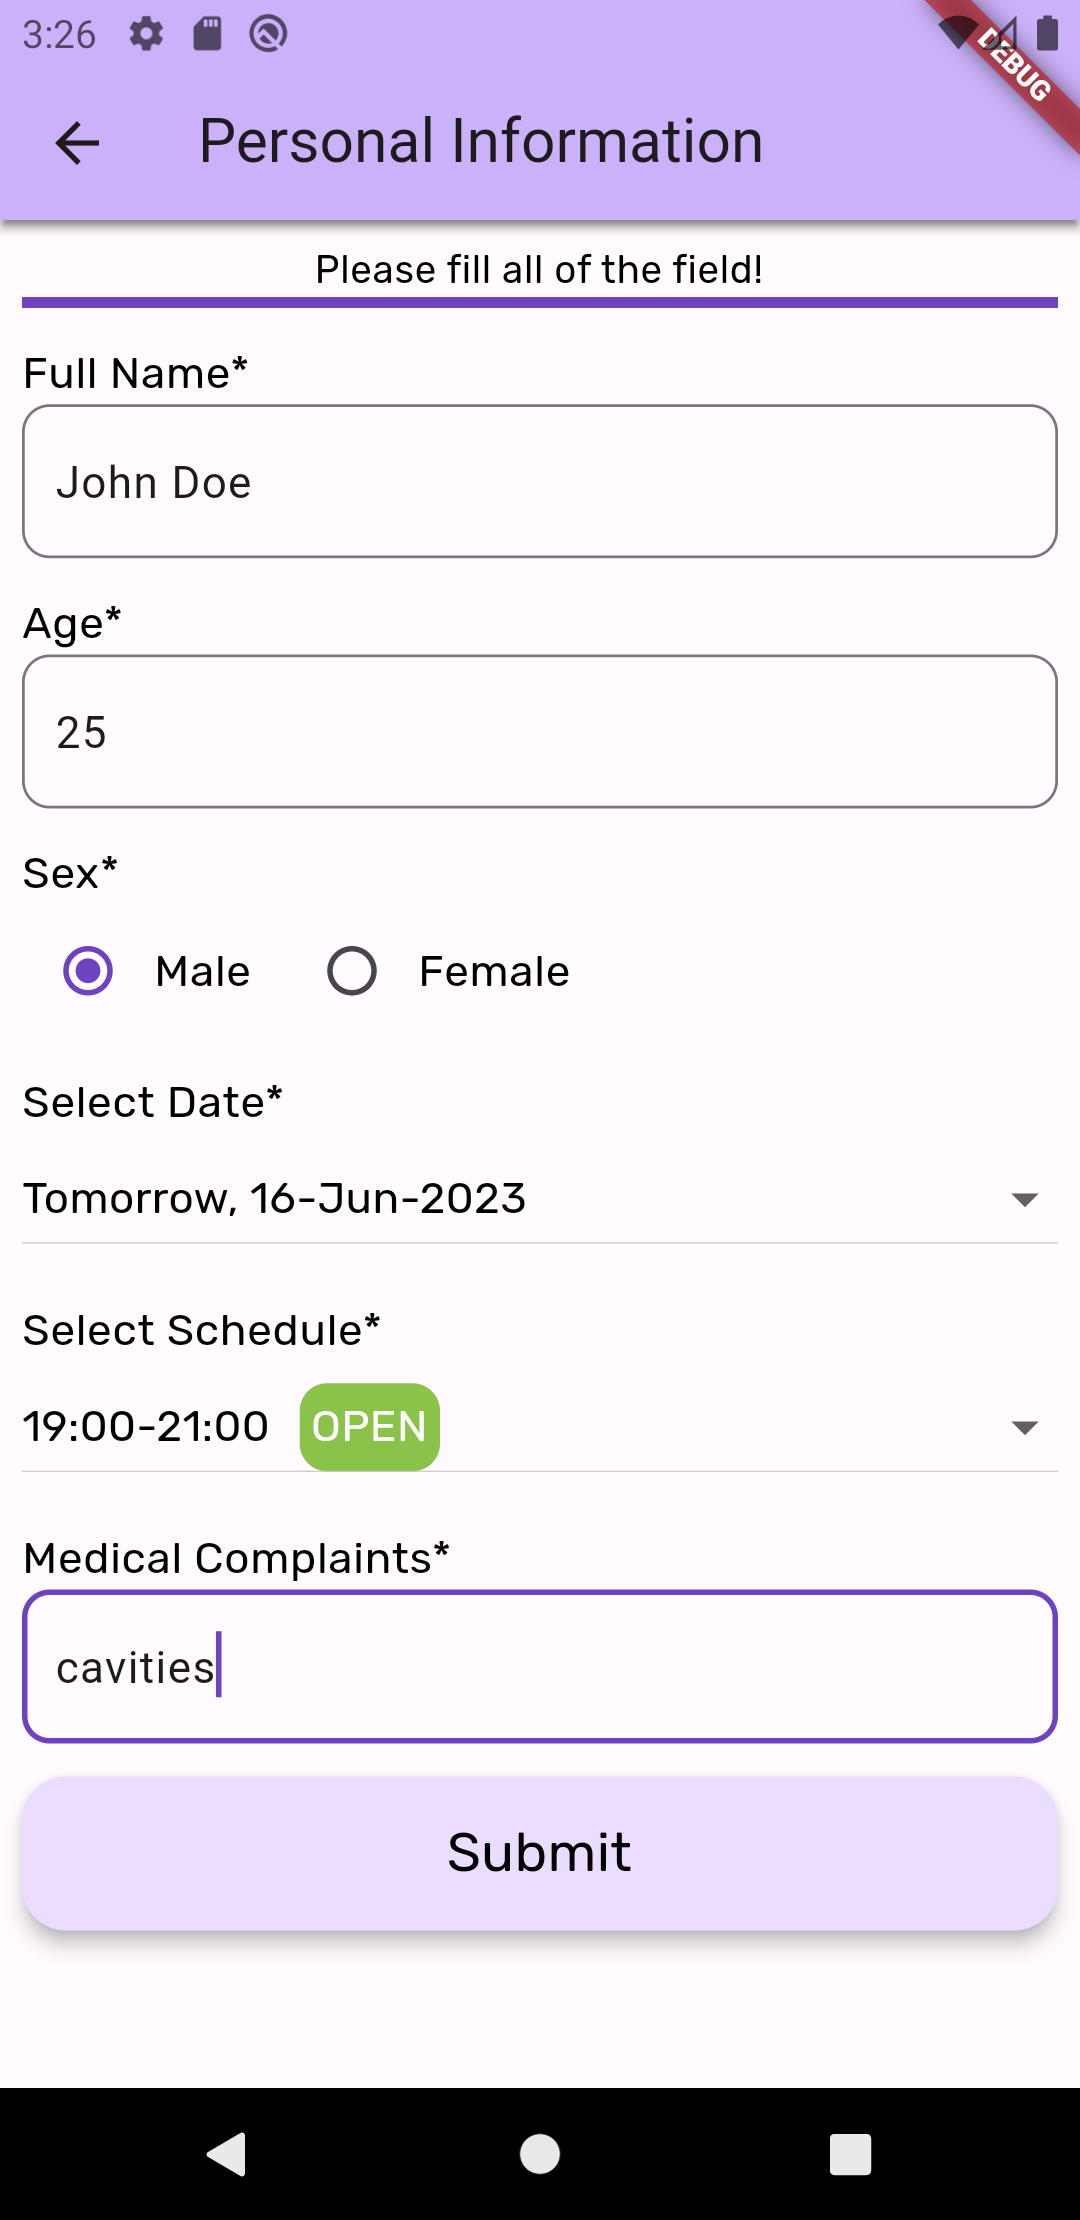 3:26
DEBUG
Personal Information
Please fill all of the field!
Full Name*
John Doe
Age*
25
Sex*
Male Female
Select Date*
Tomorrow, 16-Jun-2023
Select Schedule*
19:00-21:00 OPEN
Medical Complaints*
cavities
Submit